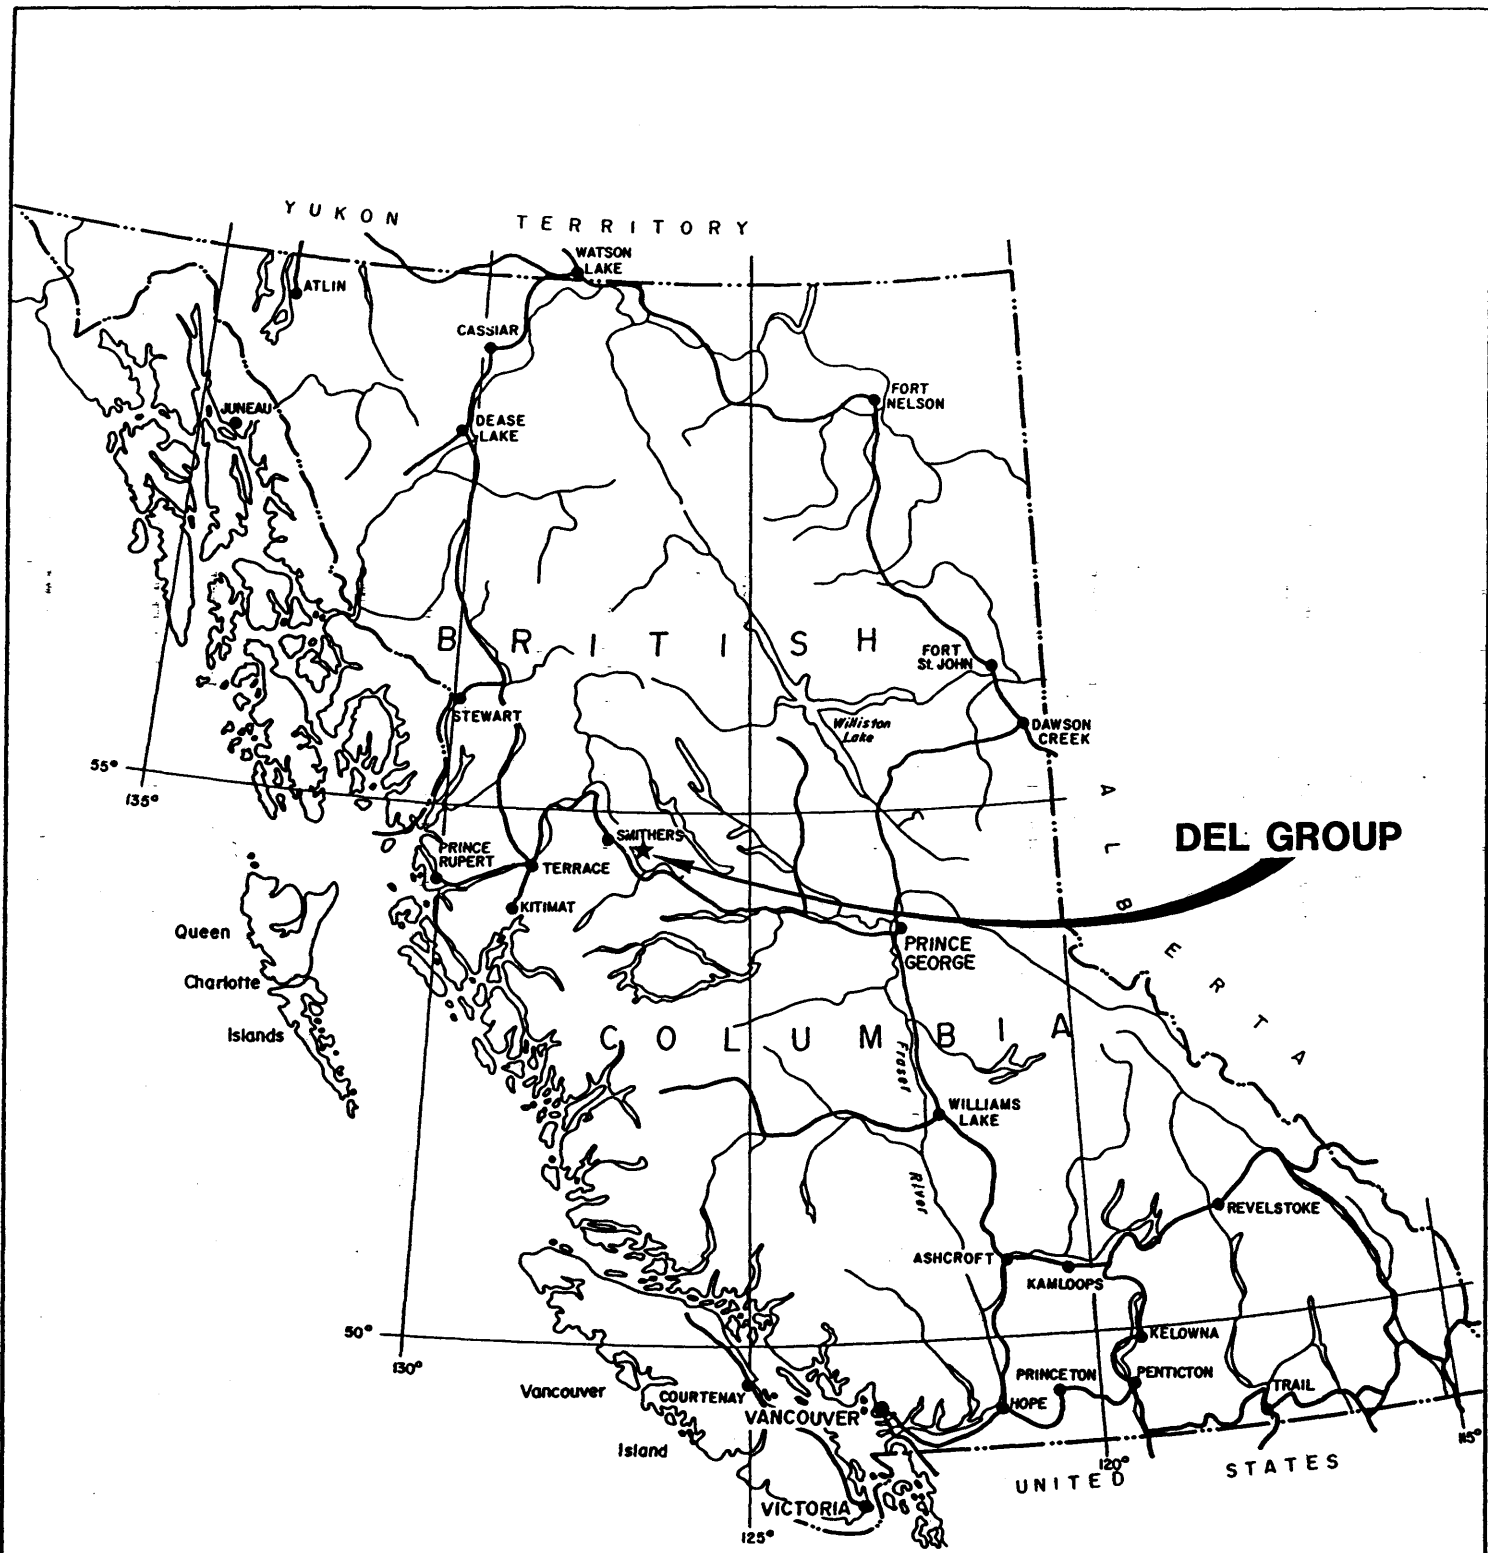 YUKON TERRITORY
WATSON
LAKE
ATLIN
CASSIAR
FORT
NELSON
JUNEAU
DEASE
LAKE
BRITISH
FORT
St. JOHN
STEWART
Williston
Lake
DAWSON
CREEK
55°
135°
ALBERTA
DEL GROUP
SMITHERS
PRINCE
RUPERT
TERRACE
KITIMAT
Queen
Charlotte
Islands
PRINCE
GEORGE
COLUMBIA
Fraser
River
WILLIAMS
LAKE
REVELSTOKE
ASHCROFT
KAMLOOPS
50°
130°
KELOWNA
PRINCETON
PENTICTON
Vancouver
Island
COURTENAY
VANCOUVER
HOPE
TRAIL
115°
120°
UNITED STATES
VICTORIA
125°